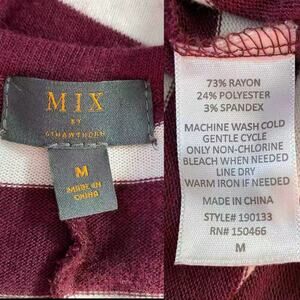 MIX
BY
M
MADE IN
CHINA
73% RAYON
24% POLYESTER
3% SPANDEX
MACHINE WASH COLD
GENTLE CYCLE
ONLY NON-CHLORINE
BLEACH WHEN NEEDED
LINE DRY
WARM IRON IF NEEDED
MADE IN CHINA
STYLE# 190133
RN# 150466
M